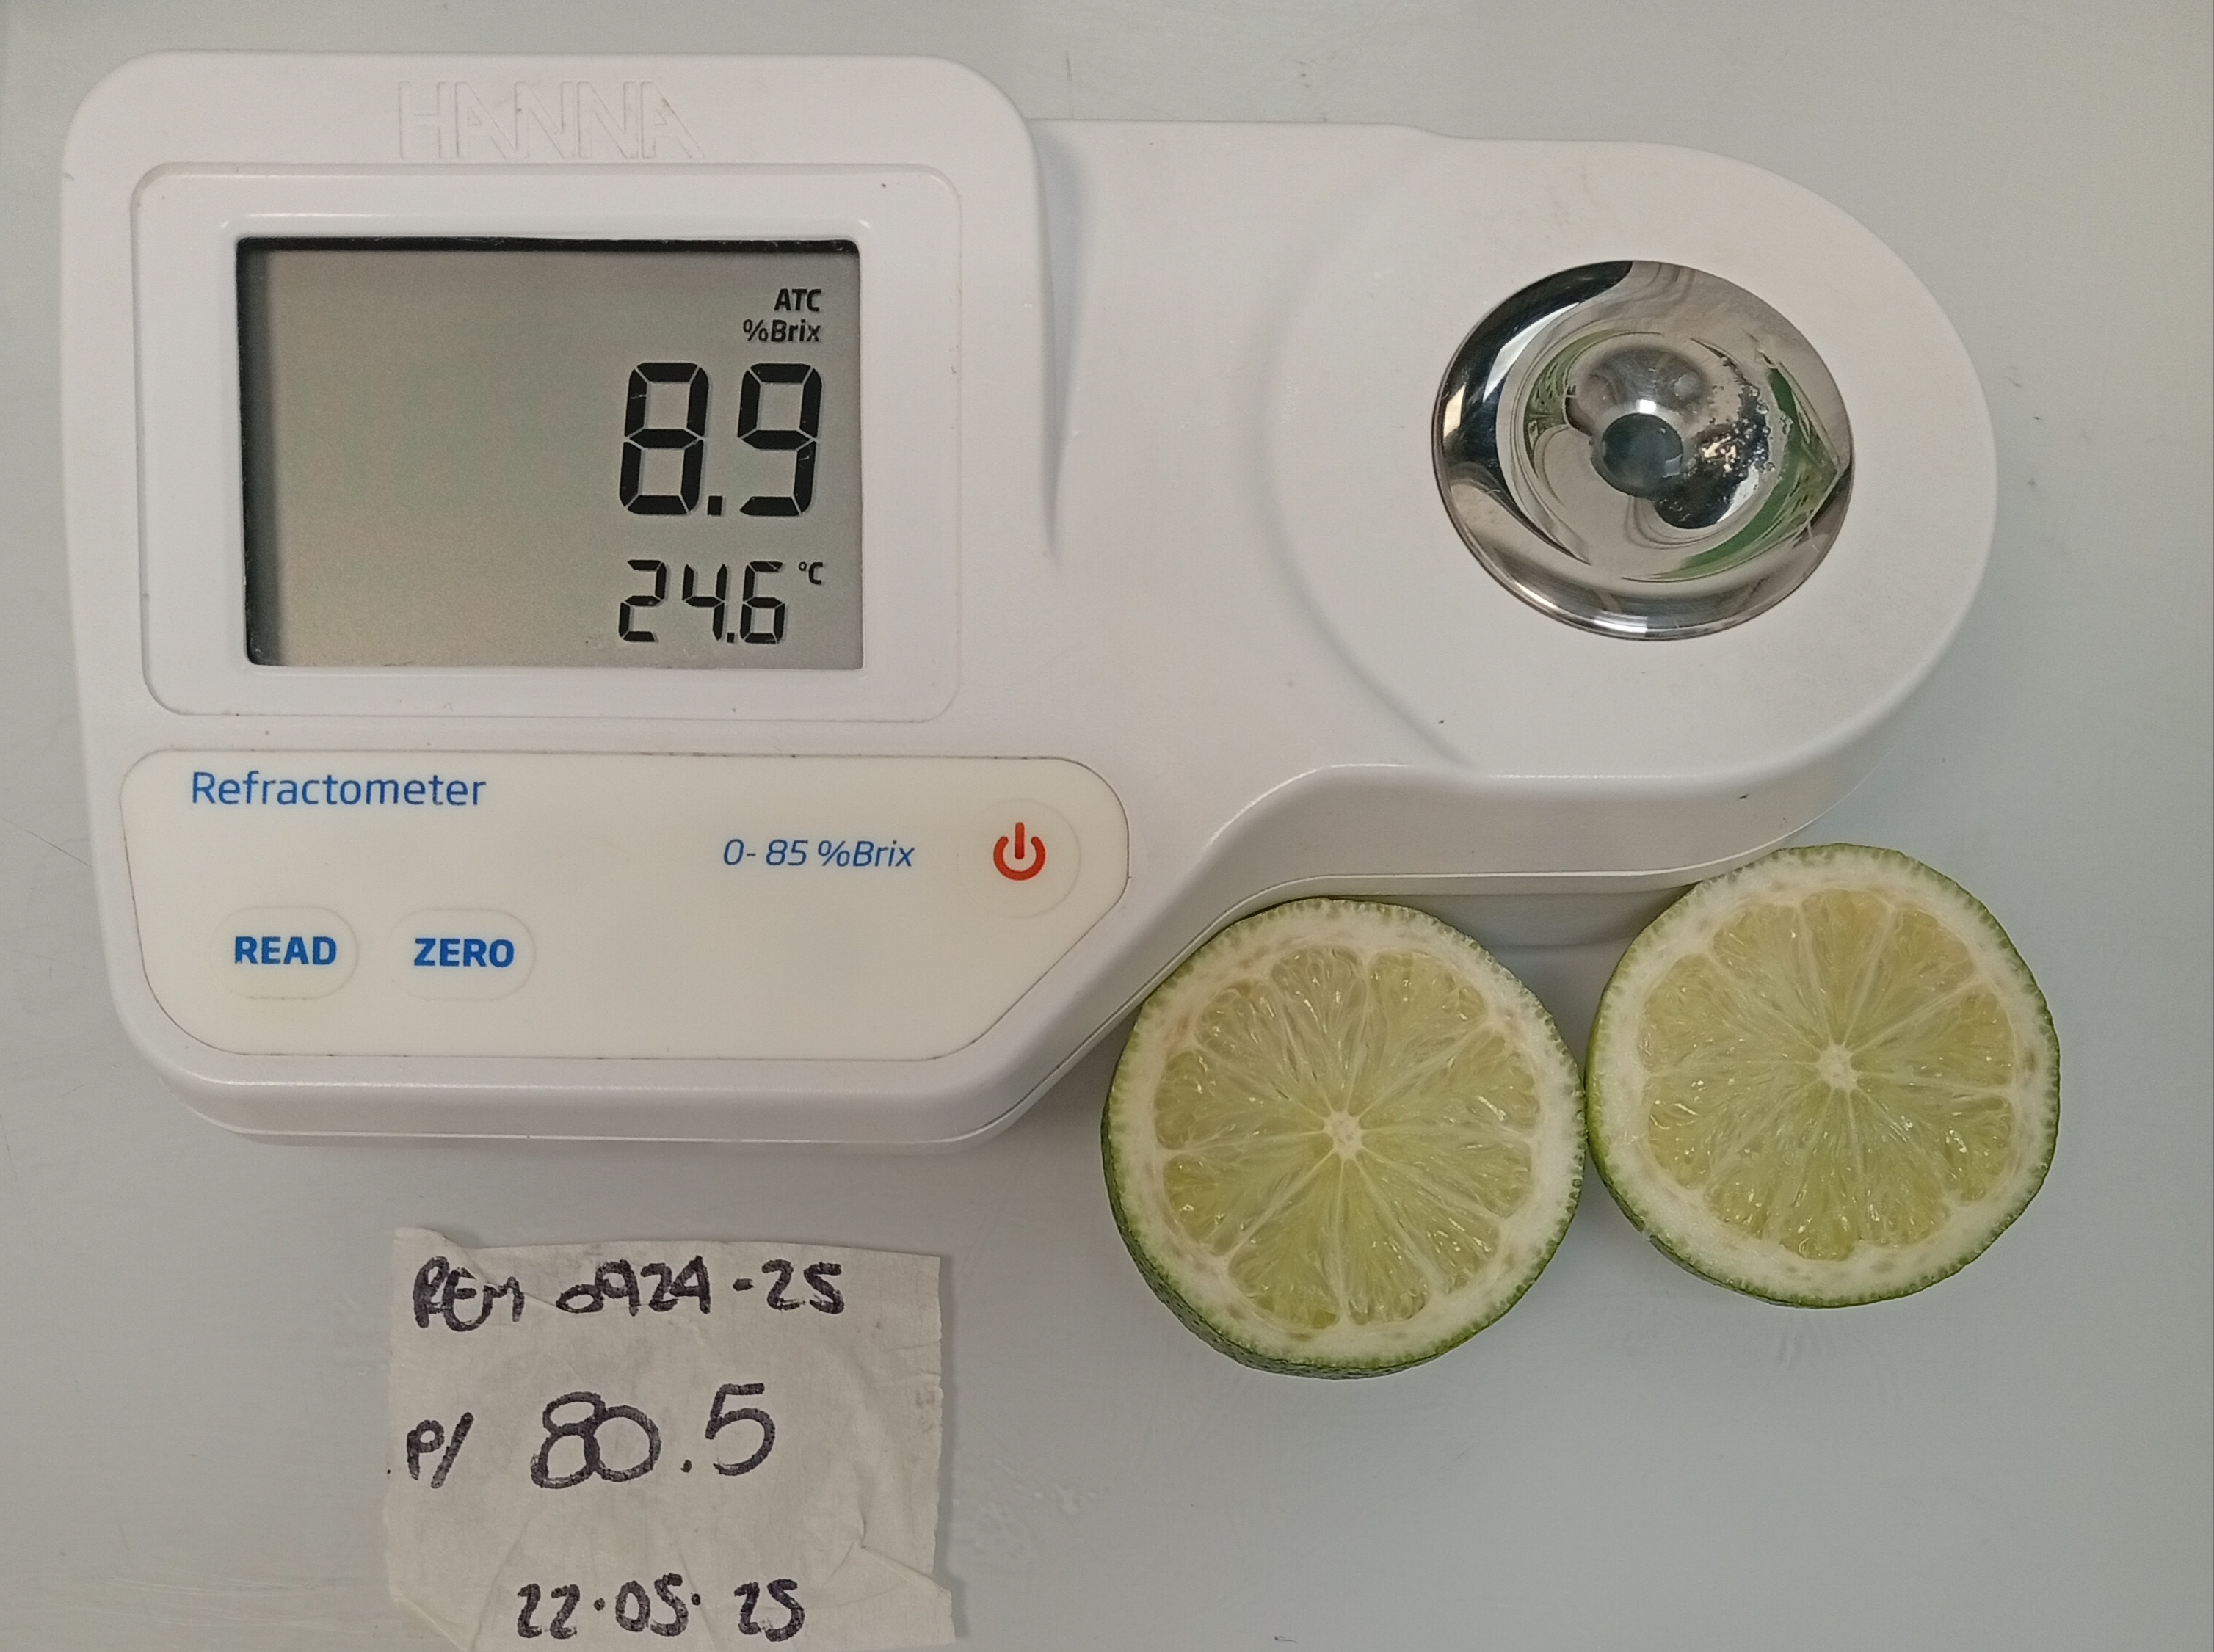 HANNA
ATC
%Brix
8.9
24.6 °C
Refractometer
0-85 %Brix
READ ZERO
REM 0924-25
P/ 80.5
22.05.25